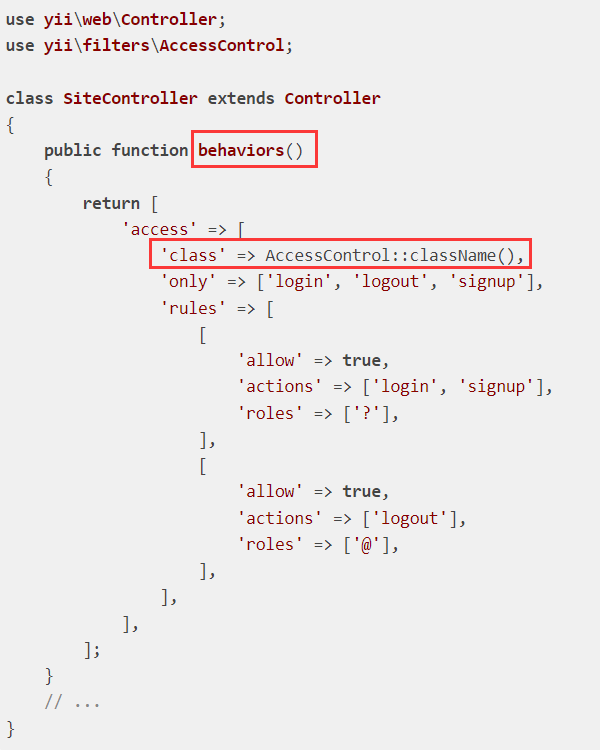 use yii\web\Controller;
use yii\filters\AccessControl;

class SiteController extends Controller
{
    public function behaviors()
    {
        return [
            'access' => [
                'class' => AccessControl::className(),
                'only' => ['login', 'logout', 'signup'],
                'rules' => [
                    [
                        'allow' => true,
                        'actions' => ['login', 'signup'],
                        'roles' => ['?'],
                    ],
                    [
                        'allow' => true,
                        'actions' => ['logout'],
                        'roles' => ['@'],
                    ],
                ],
            ],
        ];
    }
    // ...
}